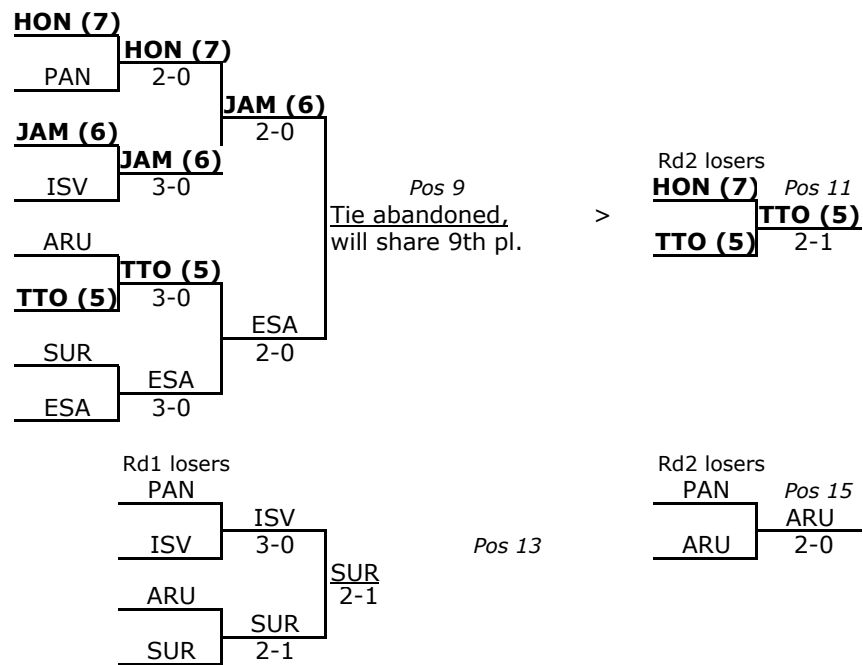 HON (7)
HON (7)
PAN
2-0
JAM (6)
JAM (6)
2-0
JAM (6)
ISV
3-0
Pos 9
Tie abandoned,
will share 9th pl.
>
Rd2 losers
HON (7)
Pos 11
TTO (5)
TTO (5)
2-1
ARU
TTO (5)
TTO (5)
3-0
ESA
2-0
SUR
ESA
ESA
3-0
Rd1 losers
PAN
ISV
ISV
3-0
Pos 13
SUR
2-1
ARU
SUR
SUR
2-1
Rd2 losers
PAN
Pos 15
ARU
ARU
2-0